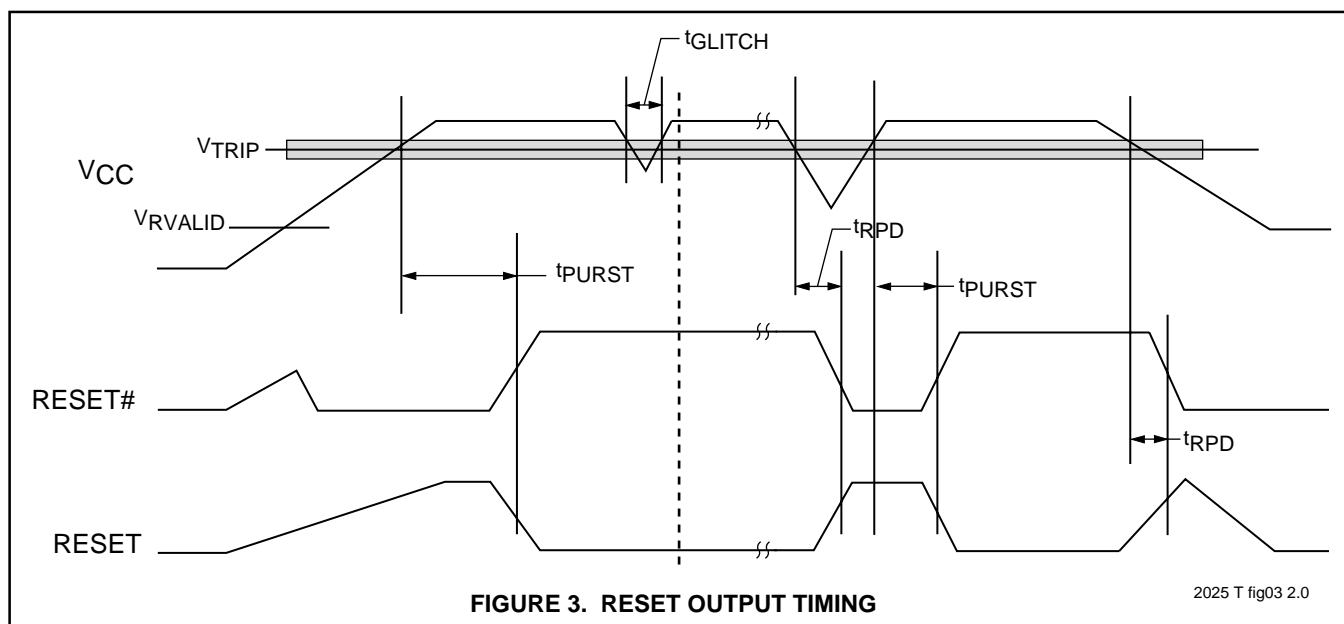 tGLITCH
VTRIP
VCC
VRVALID
tRPD
tPURST
tPURST
RESET#
tRPD
RESET
FIGURE 3. RESET OUTPUT TIMING
2025 T fig03 2.0